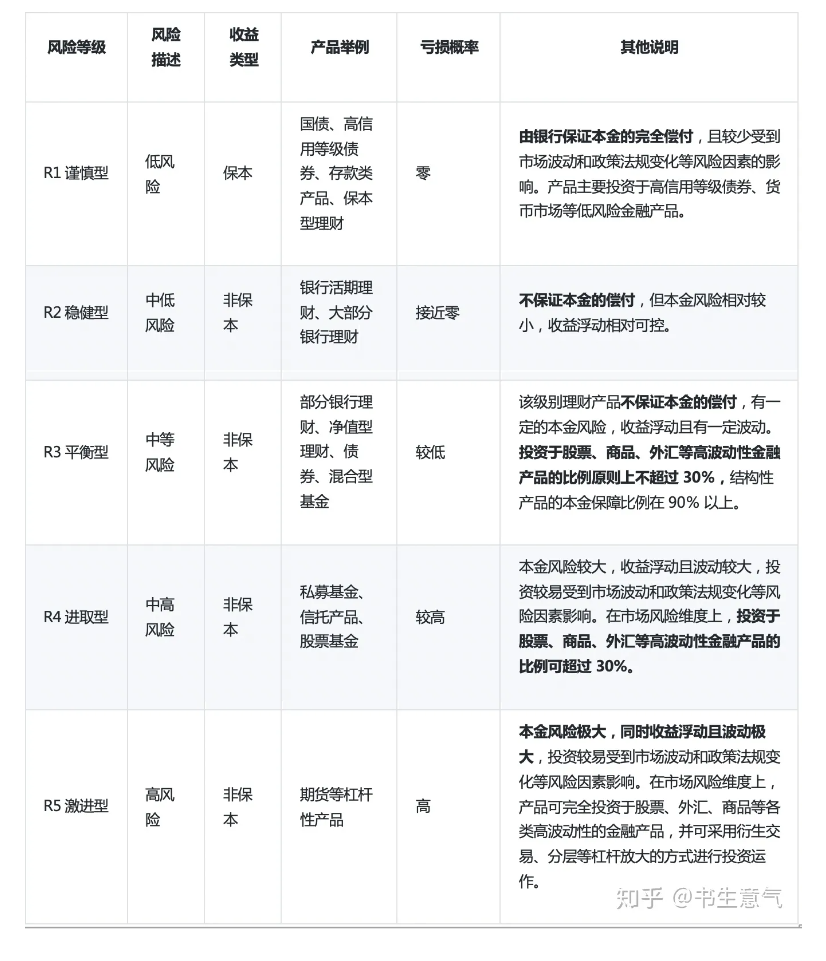 风险等级
风险
描述
收益
类型
产品举例
亏损概率
其他说明
R1 谨慎型
低风
险
保本
国债、高信
用等级债
券、存款类
产品、保本
型理财
零
由银行保证本金的完全偿付，且较少受到
市场波动和政策法规变化等风险因素的影
响。产品主要投资于高信用等级债券、货
币市场等低风险金融产品。
R2 稳健型
中低
风险
非保
本
银行活期理
财、大部分
银行理财
接近零
不保证本金的偿付，但本金风险相对较
小，收益浮动相对可控。
R3 平衡型
中等
风险
非保
本
部分银行理
财、净值型
理财、债
券、混合型
基金
较低
该级别理财产品不保证本金的偿付，有一
定的本金风险，收益浮动且有一定波动。
投资于股票、商品、外汇等高波动性金融
产品的比例原则上不超过 30%，结构性
产品的本金保障比例在 90% 以上。
R4 进取型
中高
风险
非保
本
私募基金、
信托产品、
股票基金
较高
本金风险较大，收益浮动且波动较大，投
资较易受到市场波动和政策法规变化等风
险因素影响。在市场风险维度上，投资于
股票、商品、外汇等高波动性金融产品的
比例可超过 30%。
R5 激进型
高风
险
非保
本
期货等杠杆
性产品
高
本金风险极大，同时收益浮动且波动极
大，投资较易受到市场波动和政策法规变
化等风险因素影响。在市场风险维度上，
产品可完全投资于股票、外汇、商品等各
类高波动性的金融产品，并可采用衍生交
易、分层等杠杆放大的方式进行投资运
作。
知乎 @书生意气